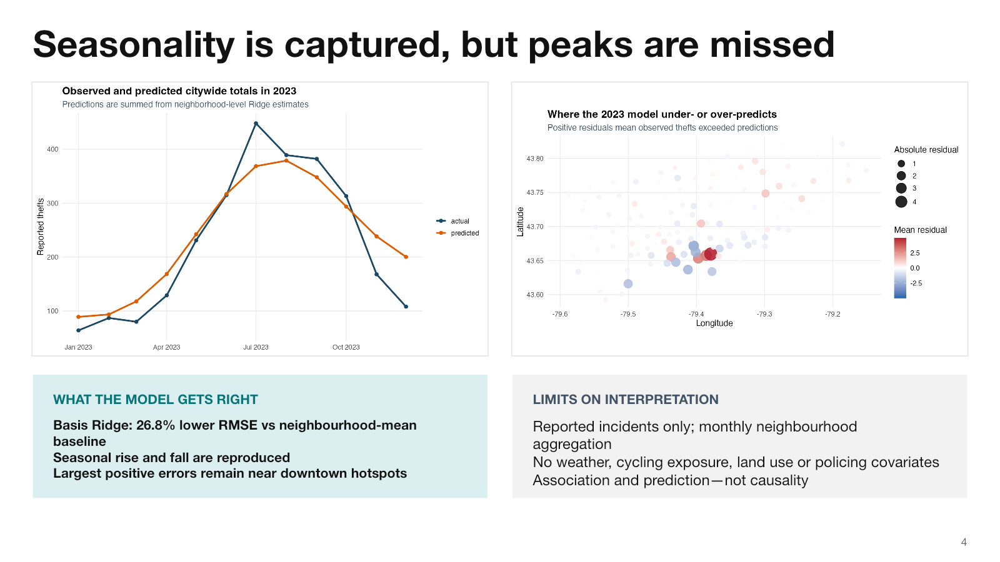 Seasonality is captured, but peaks are missed
Observed and predicted citywide totals in 2023
Predictions are summed from neighborhood-level Ridge estimates
Reported thefts
400
300
200
100
Jan 2023
Apr 2023
Jul 2023
Oct 2023
actual
predicted
Where the 2023 model under- or over-predicts
Positive residuals mean observed thefts exceeded predictions
Latitude
43.80
43.75
43.70
43.65
43.60
-79.6
-79.5
-79.4
-79.3
-79.2
Longitude
Absolute residual
1
2
3
4
Mean residual
2.5
0.0
-2.5
WHAT THE MODEL GETS RIGHT
Basis Ridge: 26.8% lower RMSE vs neighbourhood-mean
baseline
Seasonal rise and fall are reproduced
Largest positive errors remain near downtown hotspots
LIMITS ON INTERPRETATION
Reported incidents only; monthly neighbourhood
aggregation
No weather, cycling exposure, land use or policing covariates
Association and prediction—not causality
4